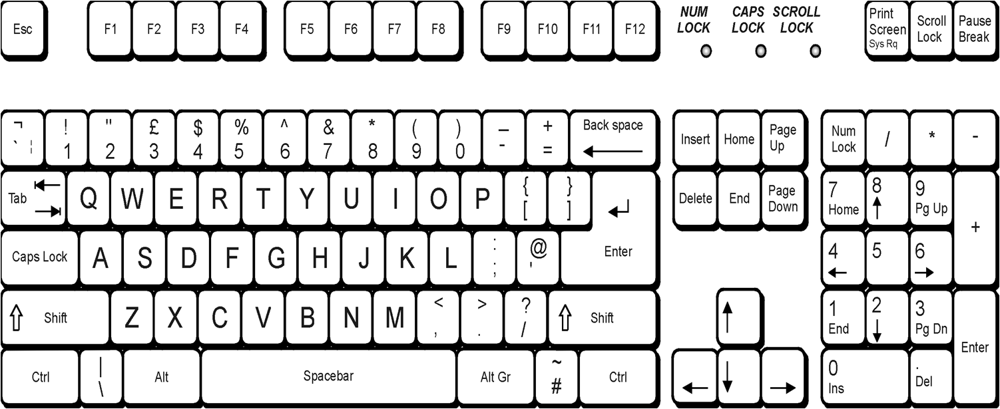 Esc F1 F2 F3 F4 F5 F6 F7 F8 F9 F10 F11 F12
NUM LOCK
CAPS LOCK
SCROLL LOCK
Print Screen Sys Rq
Scroll Lock
Pause Break
¬ ! " £ $ % ^ & * ( ) _ +
` ¦ 1 2 3 4 5 6 7 8 9 0 - =
Back space
Insert Home Page Up
Num Lock / * -
Tab Q W E R T Y U I O P { [ } ]
Enter
Delete End Page Down
7 Home 8 9 Pg Up
+
Caps Lock A S D F G H J K L : ; @ '
4 5 6
Shift Z X C V B N M < , > . ? / Shift
1 End 2 3 Pg Dn
Enter
Ctrl | \ Alt Spacebar Alt Gr ~ # Ctrl
0 Ins . Del